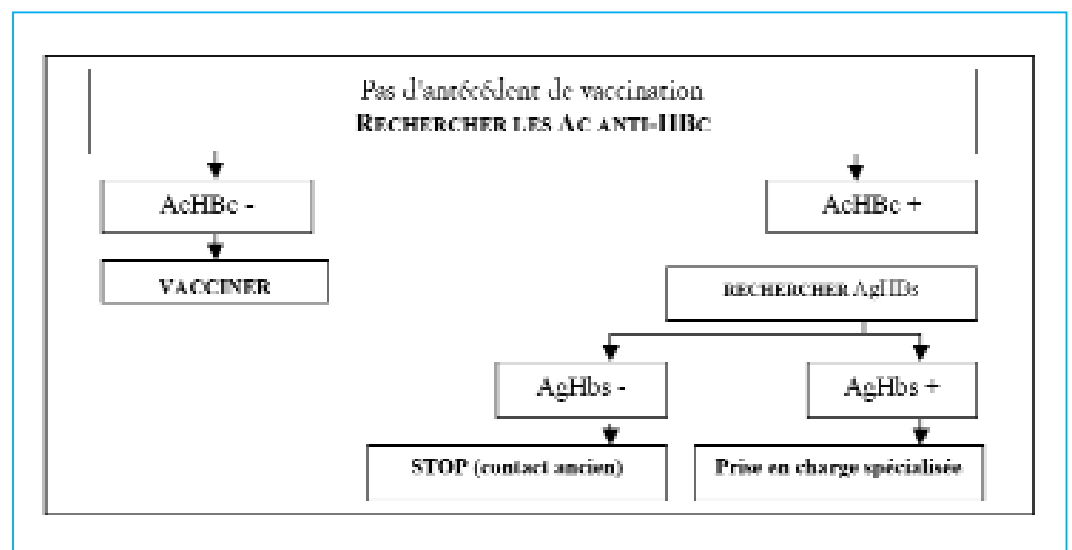 Pas d'antécédent de vaccination
RECHERCHER LES AC ANTI-HBC
AcHBc -
AcHBc +
VACCINER
RECHERCHER AgHBs
AgHbs -
AgHbs +
STOP (contact ancien)
Prise en charge spécialisée